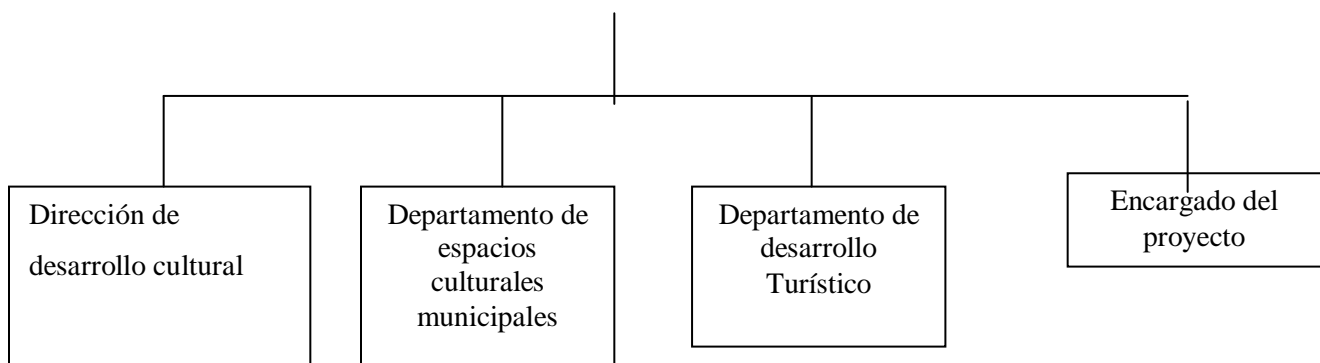 Dirección de
desarrollo cultural
Departamento de
espacios
culturales
municipales
Departamento de
desarrollo
Turístico
Encargado del
proyecto